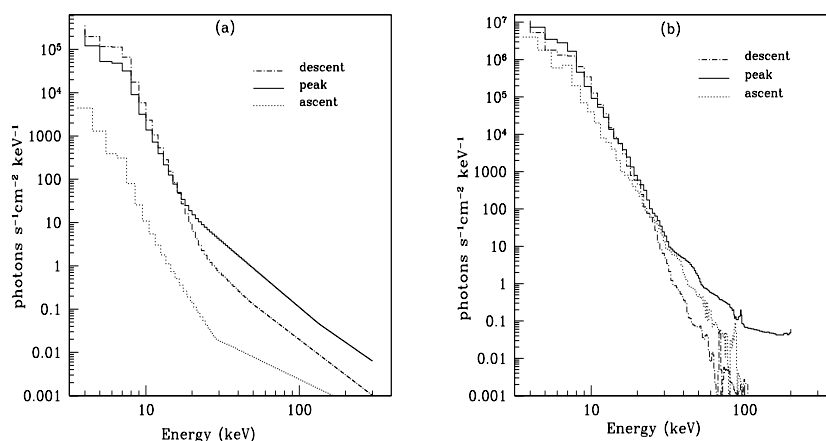 (a)
descent
peak
ascent
photons s⁻¹cm⁻² keV⁻¹
10⁵
10⁴
1000
100
10
1
0.1
0.01
0.001
10
100
Energy (keV)
(b)
descent
peak
ascent
photons s⁻¹cm⁻² keV⁻¹
10⁷
10⁶
10⁵
10⁴
1000
100
10
1
0.1
0.01
0.001
10
100
Energy (keV)